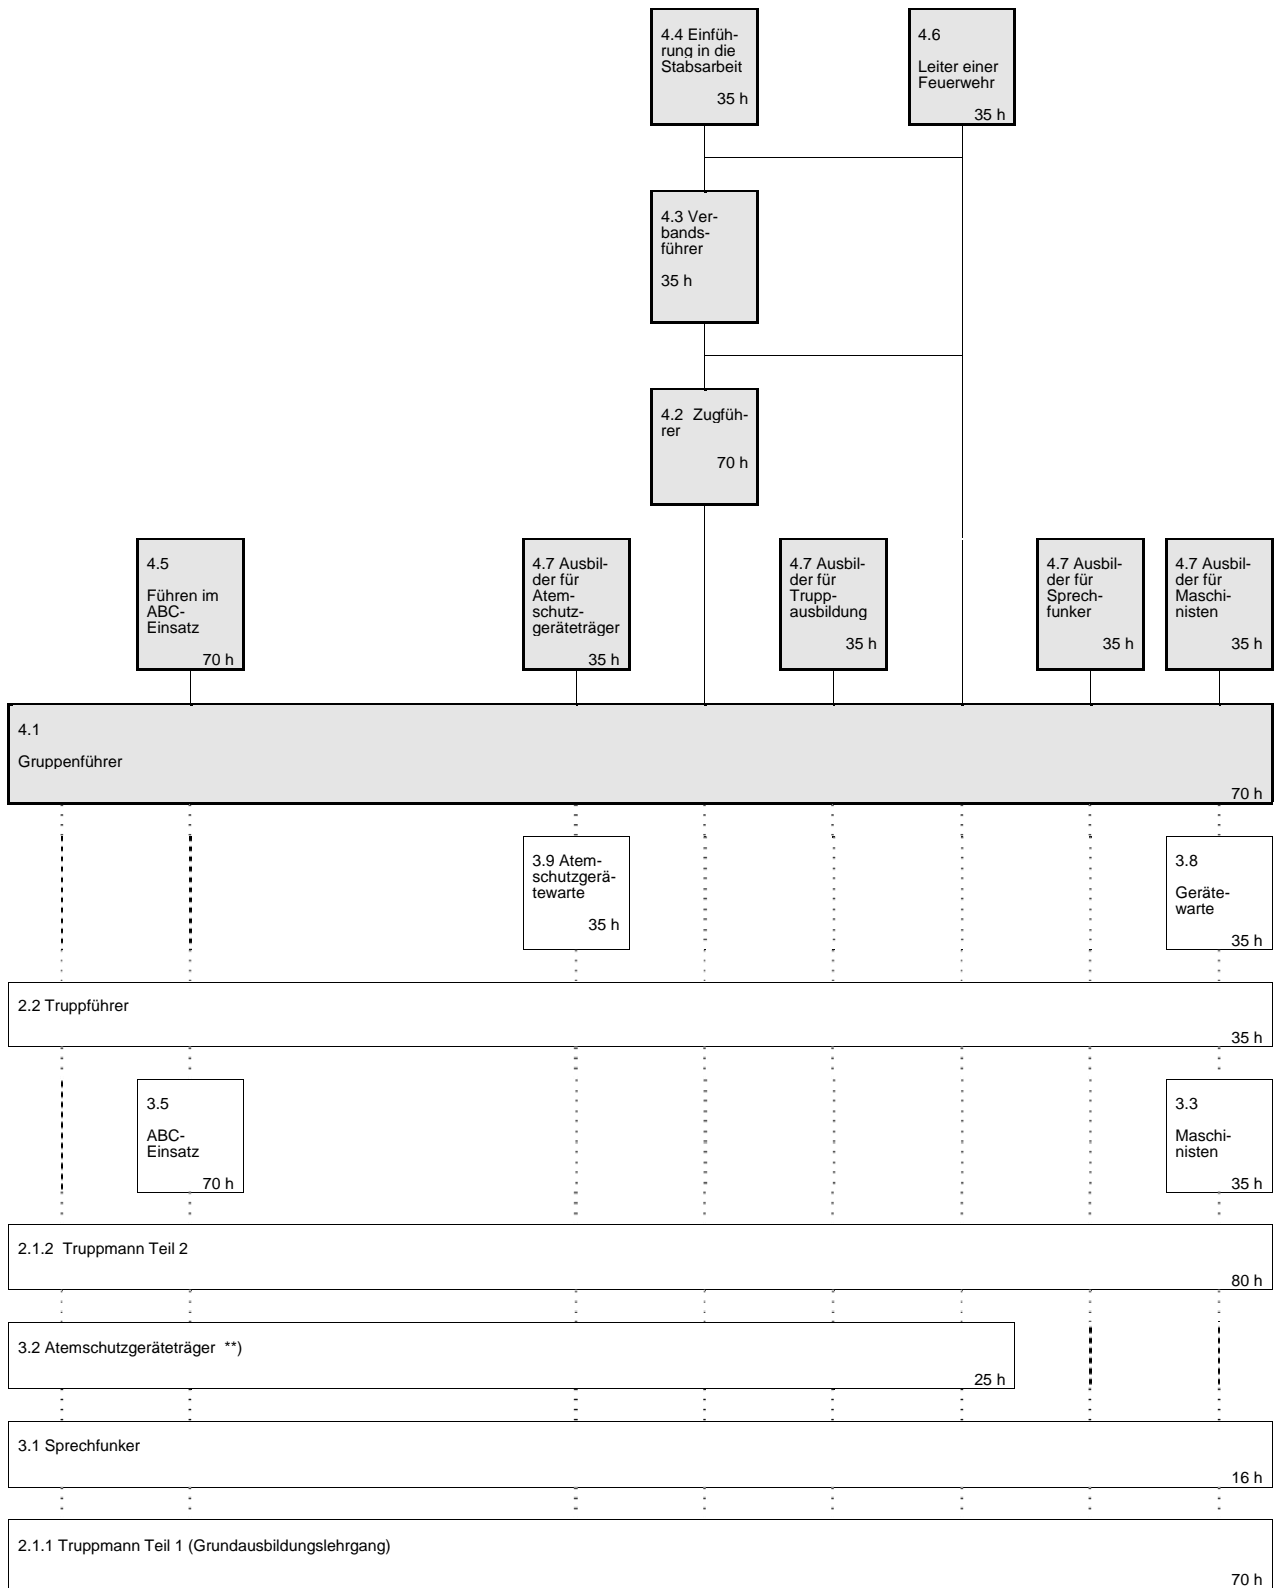 4.4 Einfüh-
rung in die
Stabsarbeit
35 h
4.6
Leiter einer
Feuerwehr
35 h
4.3 Ver-
bands-
führer
35 h
4.2 Zugfüh-
rer
70 h
4.5
Führen im
ABC-
Einsatz
70 h
4.7 Ausbil-
der für
Atem-
schutz-
geräteträger
35 h
4.7 Ausbil-
der für
Trupp-
ausbildung
35 h
4.7 Ausbil-
der für
Sprech-
funker
35 h
4.7 Ausbil-
der für
Maschi-
nisten
35 h
4.1
Gruppenführer
70 h
3.9 Atem-
schutzgerä-
tewarte
35 h
3.8
Geräte-
warte
35 h
2.2 Truppführer
35 h
3.5
ABC-
Einsatz
70 h
3.3
Maschi-
nisten
35 h
2.1.2 Truppmann Teil 2
80 h
3.2 Atemschutzgeräteträger **)
25 h
3.1 Sprechfunker
16 h
2.1.1 Truppmann Teil 1 (Grundausbildungslehrgang)
70 h